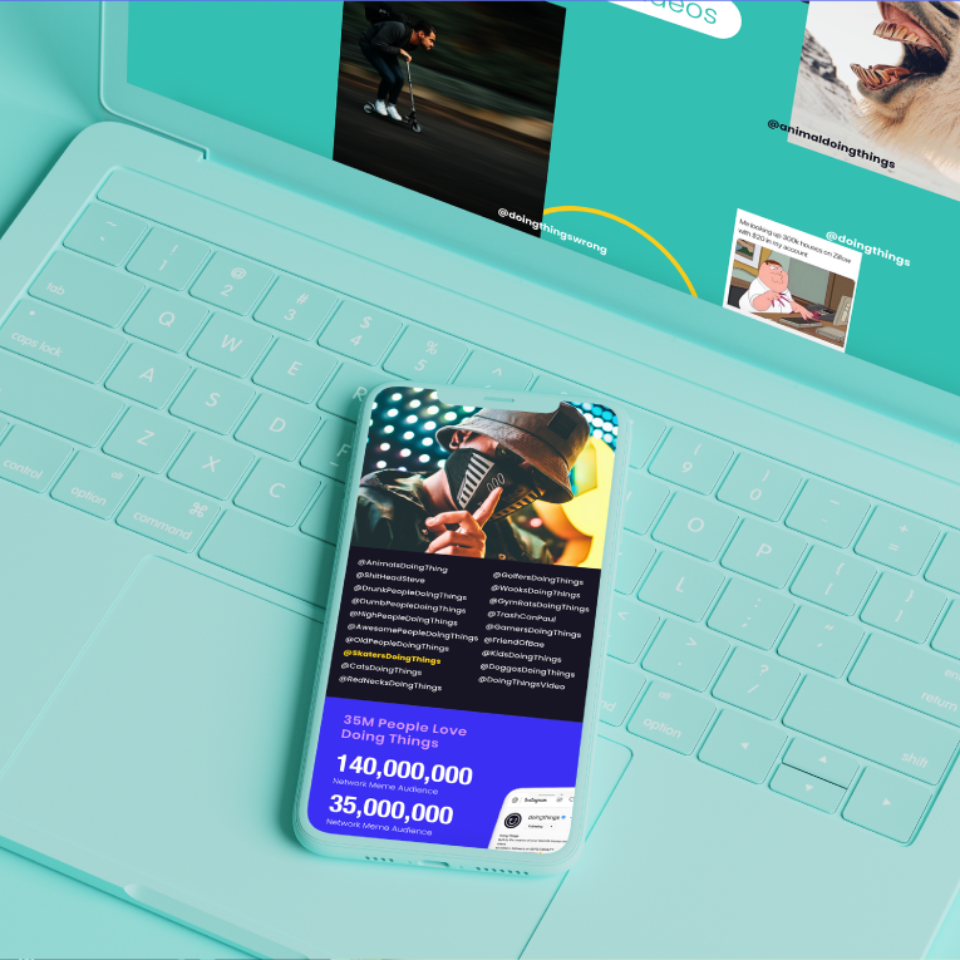 deos
@animaldoingthings
@doingthingswrong
@doingthings
Me looking up 300k houses on Zillow
with $20 in my account
~
!
1
@
2
#
3
$
4
%
5
^
(
9
)
0
+
=
tab
Q
W
E
R
O
P
{
[
}
]
caps lock
A
S
D
F
L
:
;
return
Z
X
C
<
>
.
?
/
shift
control
alt
option
⌘
command
alt
option
@AnimalsDoingThing
@ShitHeadSteve
@DrunkPeopleDoingThings
@DumbPeopleDoingThings
@HighPeopleDoingThings
@AwesomePeopleDoingThings
@OldPeopleDoingThings
@SkatersDoingThings
@CatsDoingThings
@RedNecksDoingThings
@GolfersDoingThings
@WooksDoingThings
@GymRatsDoingThings
@TrashCanPaul
@GamersDoingThings
@FriendOfBae
@KidsDoingThings
@DoggosDoingThings
@DoingThingsVideo
35M People Love
Doing Things
140,000,000
Network Meme Audience
35,000,000
Network Meme Audience
Instagram
doingthings
Following